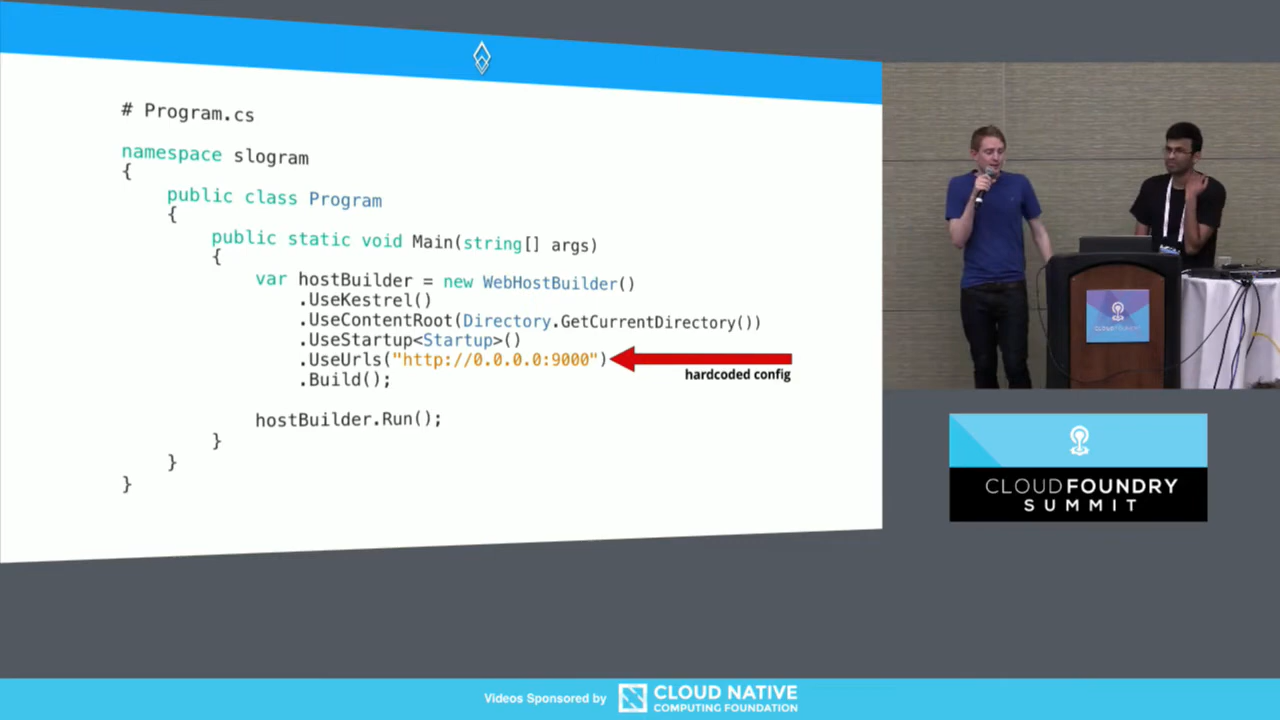 # Program.cs
namespace slogram
{
public class Program
{
public static void Main(string[] args)
{
var hostBuilder = new WebHostBuilder()
.UseKestrel()
.UseContentRoot(Directory.GetCurrentDirectory())
.UseStartup<Startup>()
.UseUrls("http://0.0.0.0:9000")
.Build();
hardcoded config
hostBuilder.Run();
}
}
}
CLOUD FOUNDRY
CLOUDFOUNDRY
SUMMIT
Videos Sponsored by
CLOUD NATIVE
COMPUTING FOUNDATION